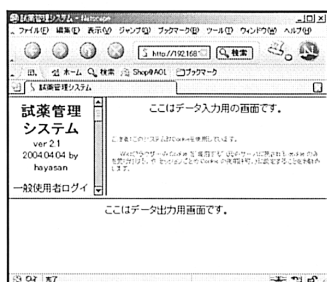 試薬管理システム - Netscape
ファイル(F) 編集(E) 表示(V) ジャンプ(G) ブックマーク(B) ツール(T) ウィンドウ(W) ヘルプ(H)
http://192.168 検索
ホーム 検索 Shop@AOL ブックマーク
試薬管理システム
試薬管理
システム
ver 2.1
2004.04.04 by
hayasan
一般使用者ログイ
ここはデータ入力用の画面です。
ここはデータ出力用画面です。
完了